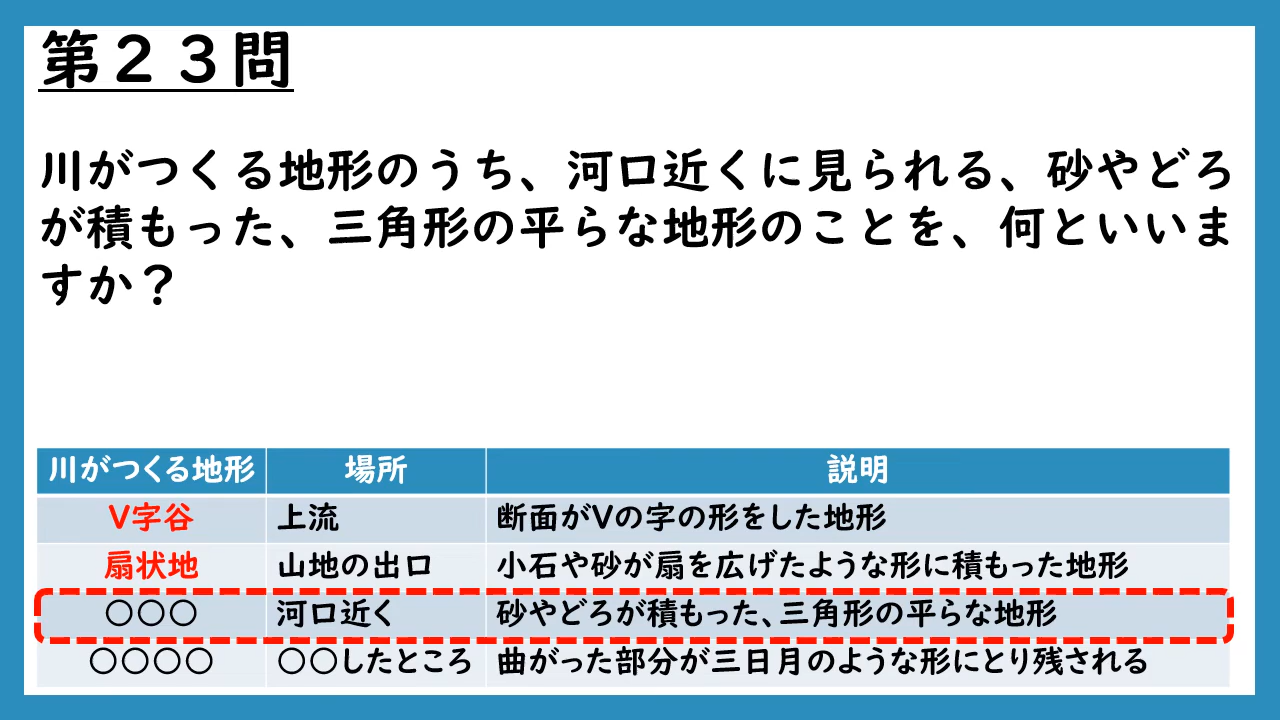 第２３問
川がつくる地形のうち、河口近くに見られる、砂やどろ
が積もった、三角形の平らな地形のことを、何といいま
すか？
川がつくる地形 場所 説明
V字谷 上流 断面がVの字の形をした地形
扇状地 山地の出口 小石や砂が扇を広げたような形に積もった地形
〇〇〇 河口近く 砂やどろが積もった、三角形の平らな地形
〇〇〇〇 〇〇したところ 曲がった部分が三日月のような形にとり残される